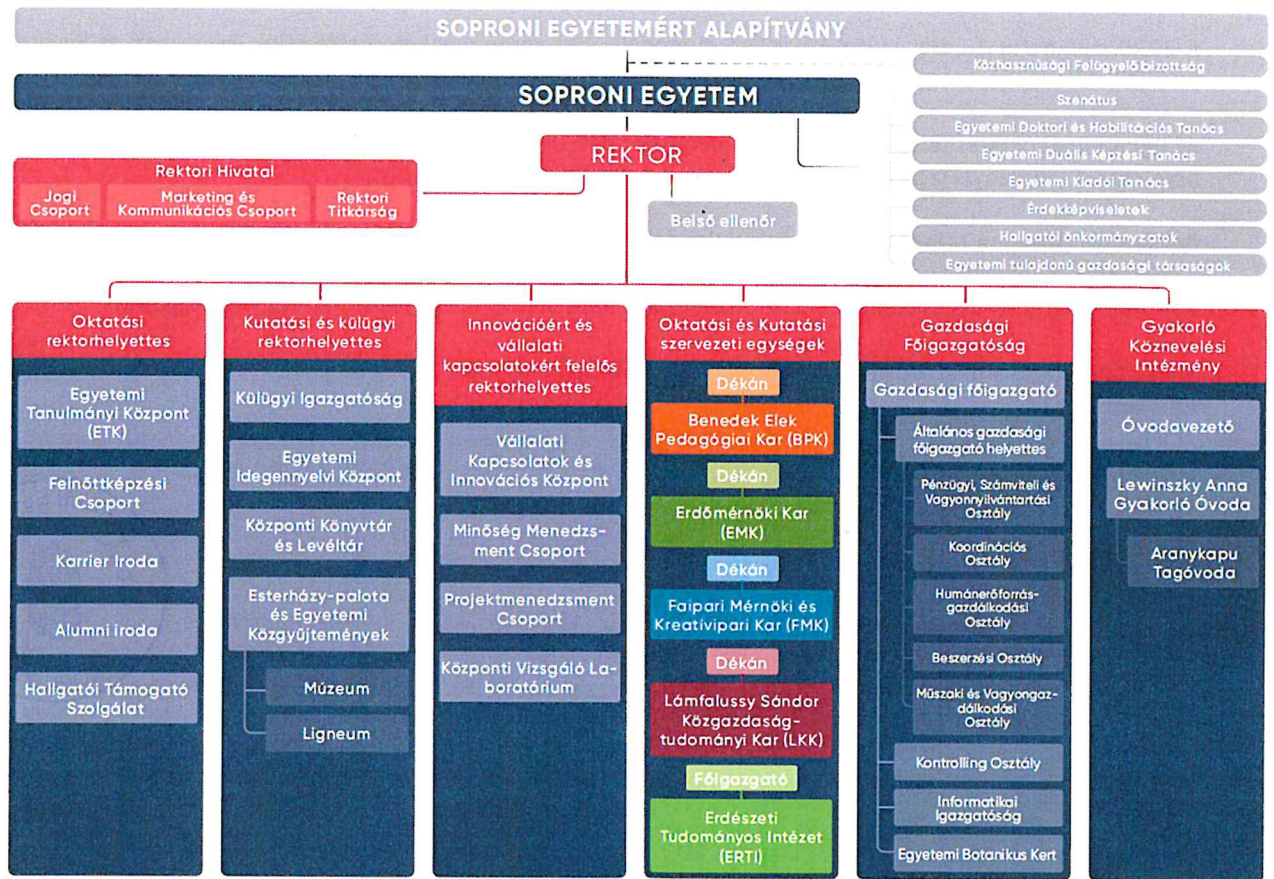 SOPRONI EGYETEMÉRT ALAPÍTVÁNY
Közhasznúsági Felügyelő bizottság
SOPRONI EGYETEM
Szenátus
Egyetemi Doktori és Habilitációs Tanács
Egyetemi Duális Képzési Tanács
Egyetemi Kiadói Tanács
Érdekképviseletek
Hallgatói önkormányzatok
Egyetemi tulajdonú gazdasági társaságok
REKTOR
Rektori Hivatal
Jogi
Csoport
Marketing és
Kommunikációs Csoport
Rektori
Titkárság
Belső ellenőr
Oktatási
rektorhelyettes
Egyetemi
Tanulmányi Központ
(ETK)
Felnőttképzési
Csoport
Karrier Iroda
Alumni iroda
Hallgatói Támogató
Szolgálat
Kutatási és külügyi
rektorhelyettes
Külügyi Igazgatóság
Egyetemi
Idegennyelvi Központ
Központi Könyvtár
és Levéltár
Esterházy-palota
és Egyetemi
Közgyűjtemények
Múzeum
Ligneum
Innovációért és
vállalati
kapcsolatokért felelős
rektorhelyettes
Vállalati
Kapcsolatok és
Innovációs Központ
Minőség Menedzs-
ment Csoport
Projektmenedzsment
Csoport
Központi Vizsgáló La-
boratórium
Oktatási és Kutatási
szervezeti egységek
Dékán
Benedek Elek
Pedagógiai Kar (BPK)
Dékán
Erdőmérnöki Kar
(EMK)
Dékán
Faipari Mérnöki és
Kreatívipari Kar (FMK)
Dékán
Lámfalussy Sándor
Közgazdaság-
tudományi Kar (LKK)
Főigazgató
Erdészeti
Tudományos Intézet
(ERTI)
Gazdasági
Főigazgatóság
Gazdasági főigazgató
Általános gazdasági
főigazgató helyettes
Pénzügyi, Számviteli és
Vagyonnyilvántartási
Osztály
Koordinációs
Osztály
Humánerőforrás-
gazdálkodási
Osztály
Beszerzési Osztály
Műszaki és Vagyongaz-
dálkodási
Osztály
Kontrolling Osztály
Informatikai
Igazgatóság
Egyetemi Botanikus Kert
Gyakorló
Köznevelési
Intézmény
Óvodavezető
Lewinszky Anna
Gyakorló Óvoda
Aranykapu
Tagóvoda